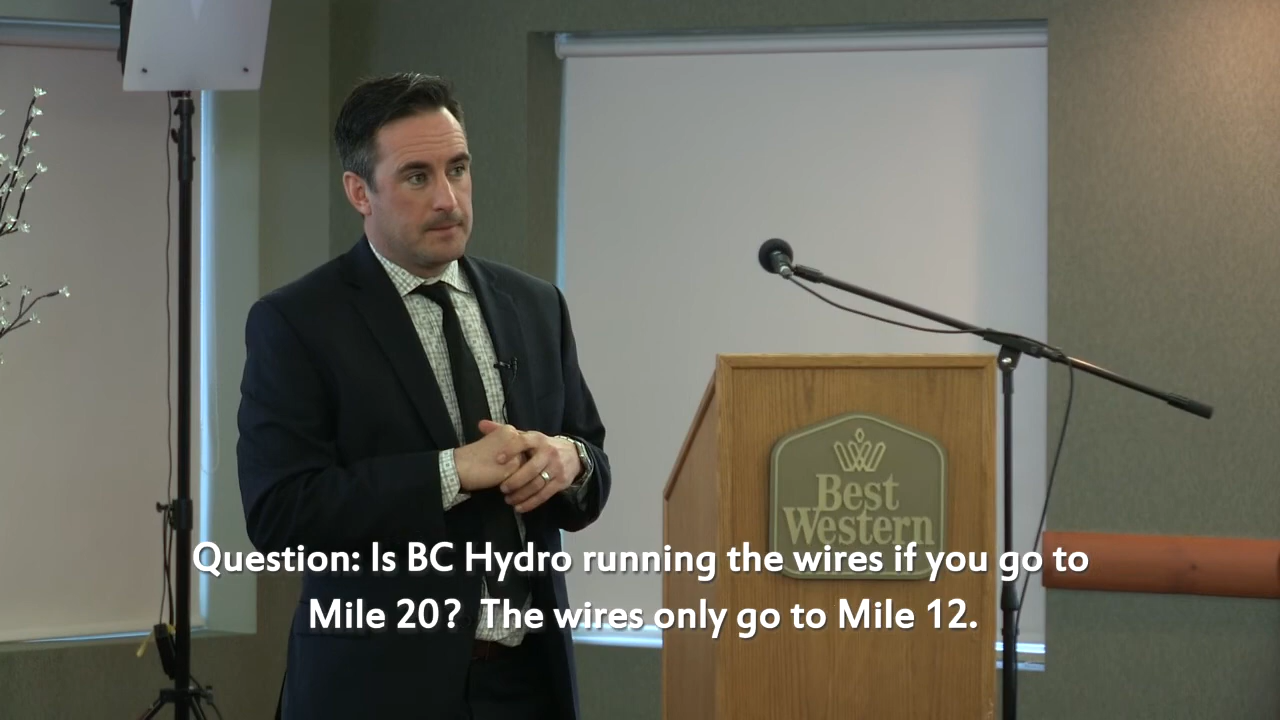 Best
Western
Question: Is BC Hydro running the wires if you go to
Mile 20? The wires only go to Mile 12.